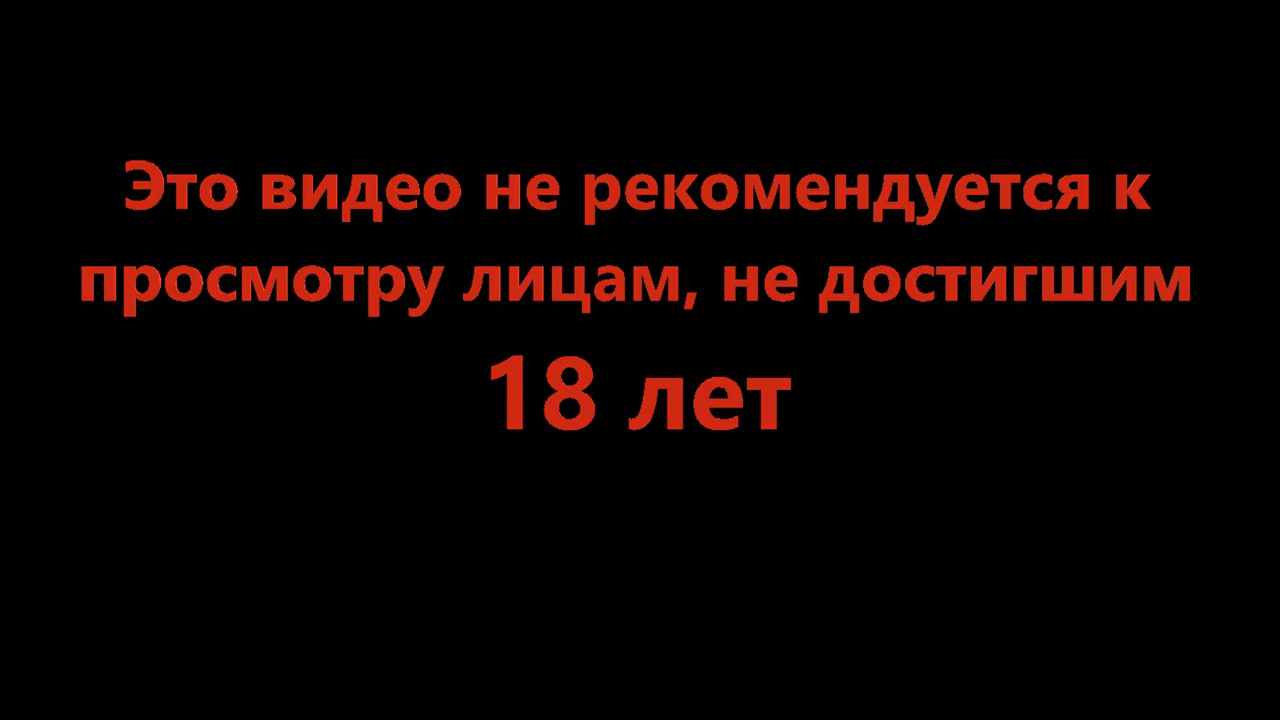 Это видео не рекомендуется к
просмотру лицам, не достигшим
18 лет